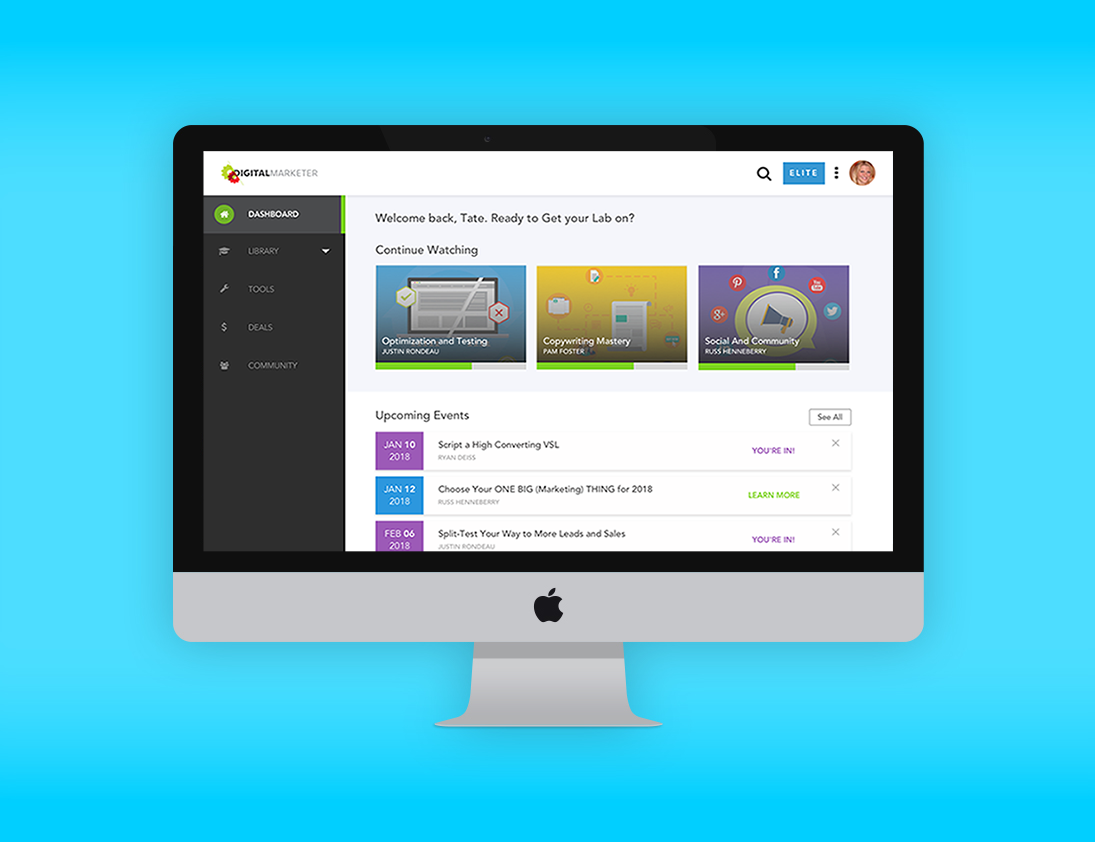 DIGITALMARKETER
ELITE
DASHBOARD
LIBRARY
TOOLS
DEALS
COMMUNITY
Welcome back, Tate. Ready to Get your Lab on?
Continue Watching
Optimization and Testing
JUSTIN RONDEAU
Copywriting Mastery
PAM FOSTER
Social And Community
RUSS HENNEBERRY
Upcoming Events
See All
JAN 10
2018
Script a High Converting VSL
RYAN DEISS
YOU'RE IN!
JAN 12
2018
Choose Your ONE BIG (Marketing) THING for 2018
RUSS HENNEBERRY
LEARN MORE
FEB 06
2018
Split-Test Your Way to More Leads and Sales
JUSTIN RONDEAU
YOU'RE IN!